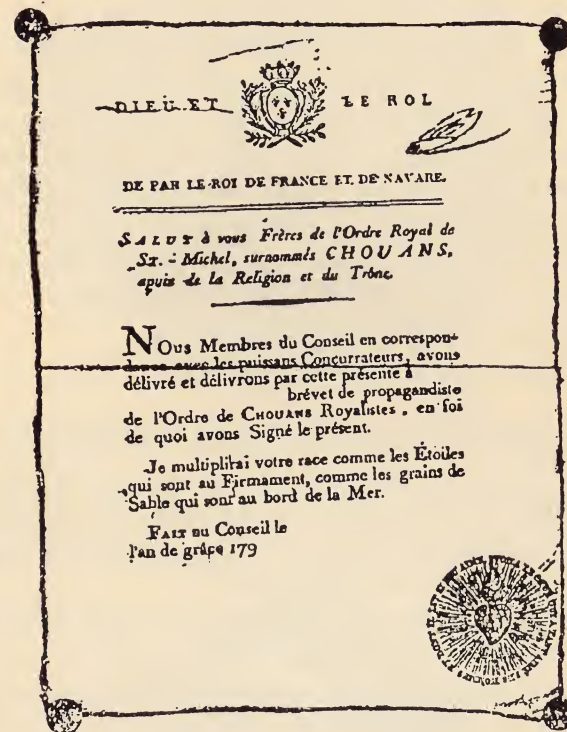 DIEU ET LE ROI
DE PAR LE ROI DE FRANCE ET DE NAVARE.
SALUT à vous Frères de l'Ordre Royal de
ST. - Michel, surnommés CHOUANS,
apuis de la Religion et du Trône.
NOUS Membres du Conseil en correspon-
dance avec les puissans Concurrateurs, avons
délivré et délivrons par cette présente à
brévet de propagandiste
de l'Ordre de CHOUANS Royalistes, en foi
de quoi avons Signé le présent.
Je multiplirai votre race comme les Étoiles
qui sont au Firmament, comme les grains de
Sable qui sont au bord de la Mer.
FAIT au Conseil le
l'an de grâce 179